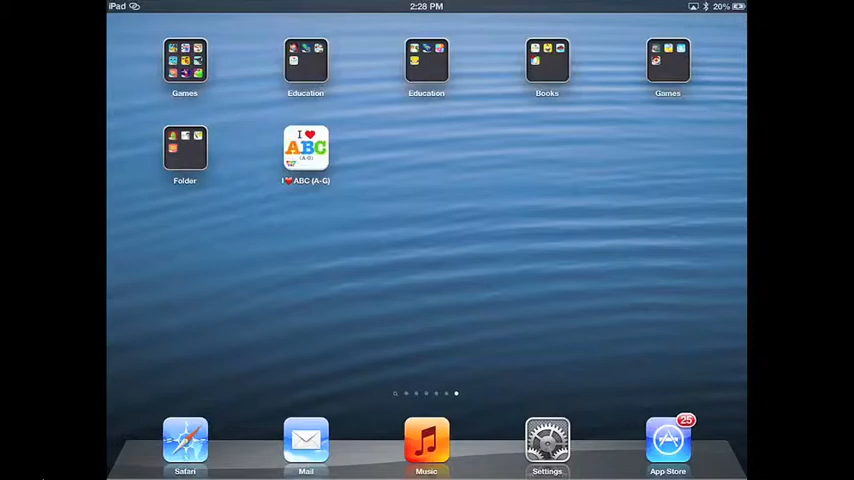 iPad
2:28 PM
20%
Games
Education
Education
Books
Games
I ❤ ABC (A-G)
Folder
I❤ABC (A-G)
25
Safari
Mail
Music
Settings
App Store